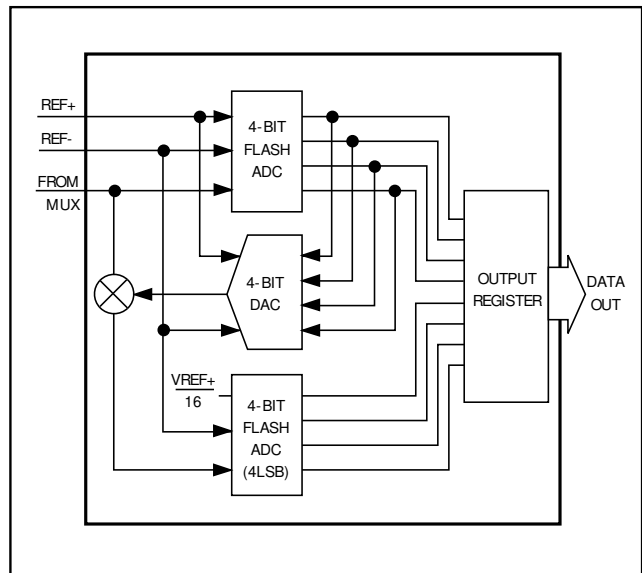 REF+
REF-
FROM
MUX
4-BIT
FLASH
ADC
4-BIT
DAC
OUTPUT
REGISTER
DATA
OUT
VREF+
16
4-BIT
FLASH
ADC
(4LSB)